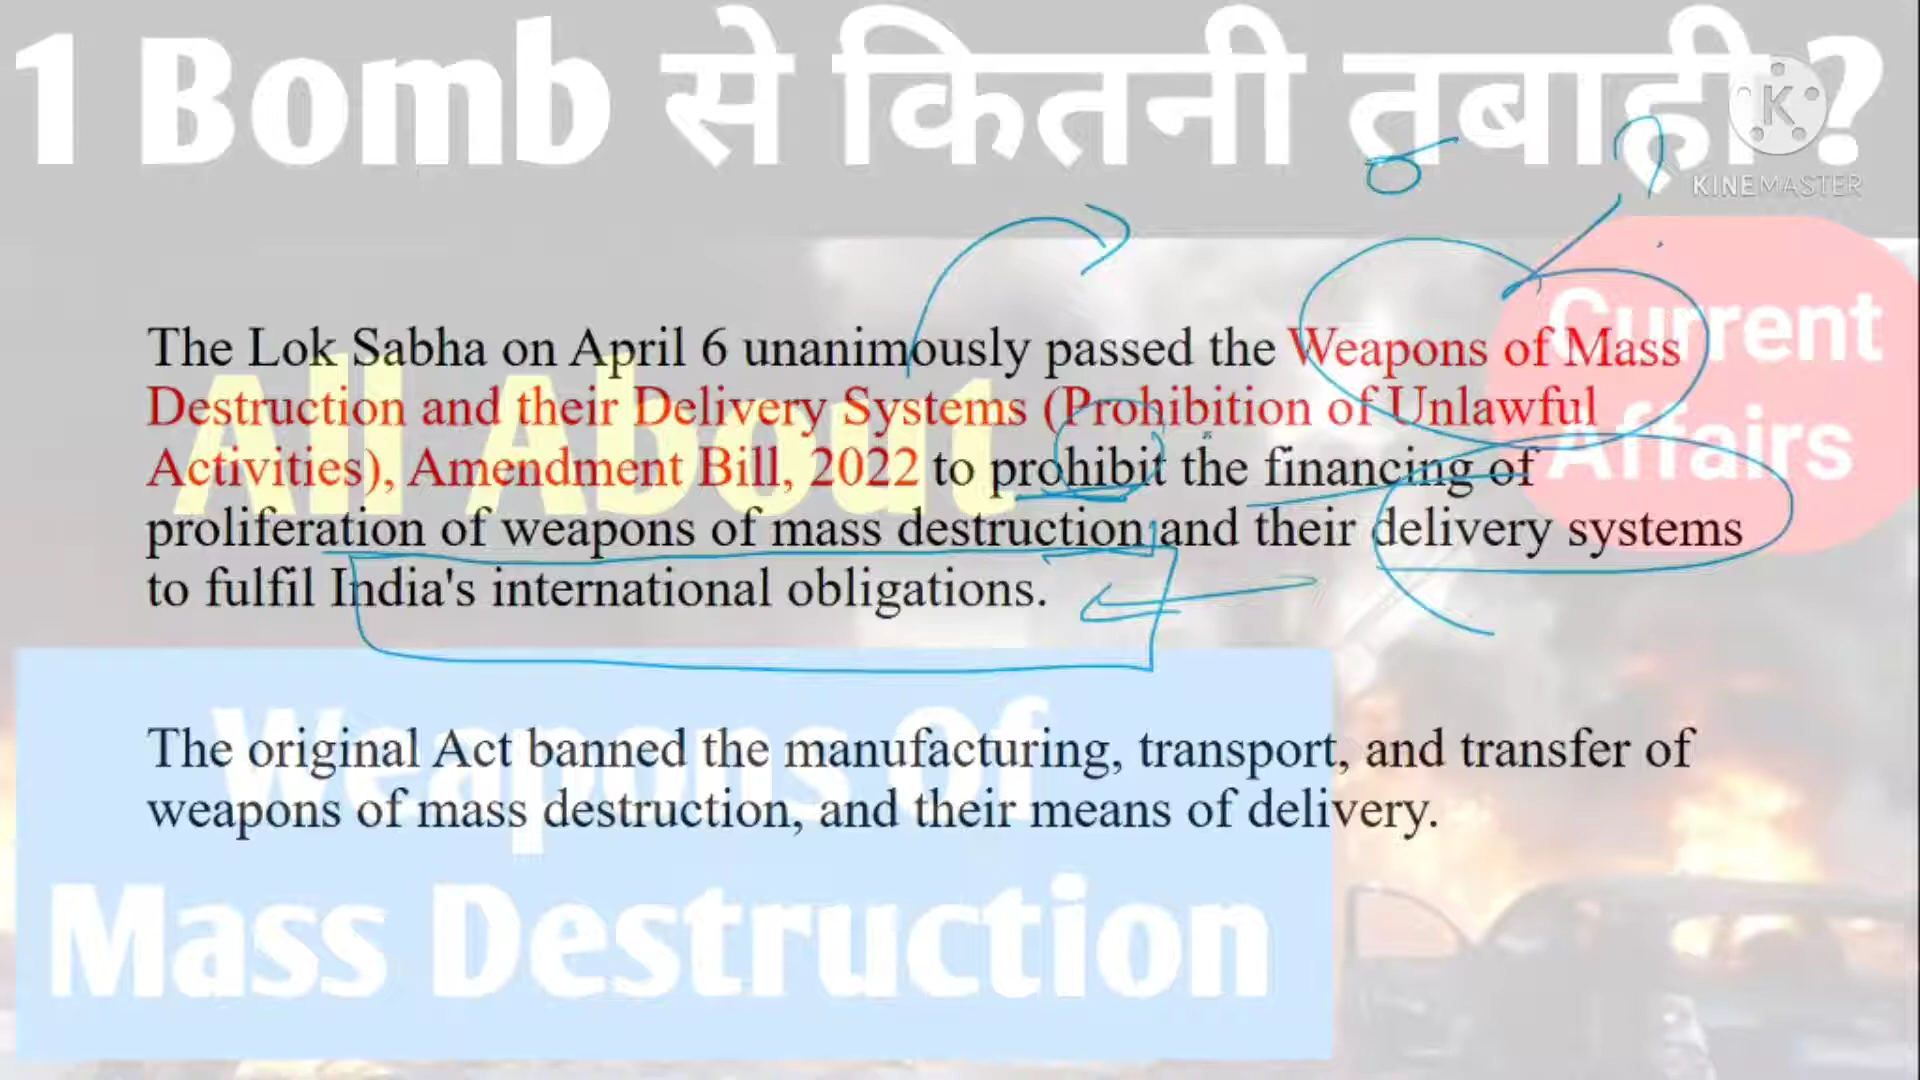 1 Bomb से कितनी तबाही ?
KINEMASTER
Current
Affairs
The Lok Sabha on April 6 unanimously passed the Weapons of Mass
Destruction and their Delivery Systems (Prohibition of Unlawful
Activities), Amendment Bill, 2022 to prohibit the financing of
proliferation of weapons of mass destruction and their delivery systems
to fulfil India's international obligations.
All About
The original Act banned the manufacturing, transport, and transfer of
weapons of mass destruction, and their means of delivery.
Weapons Of
Mass Destruction